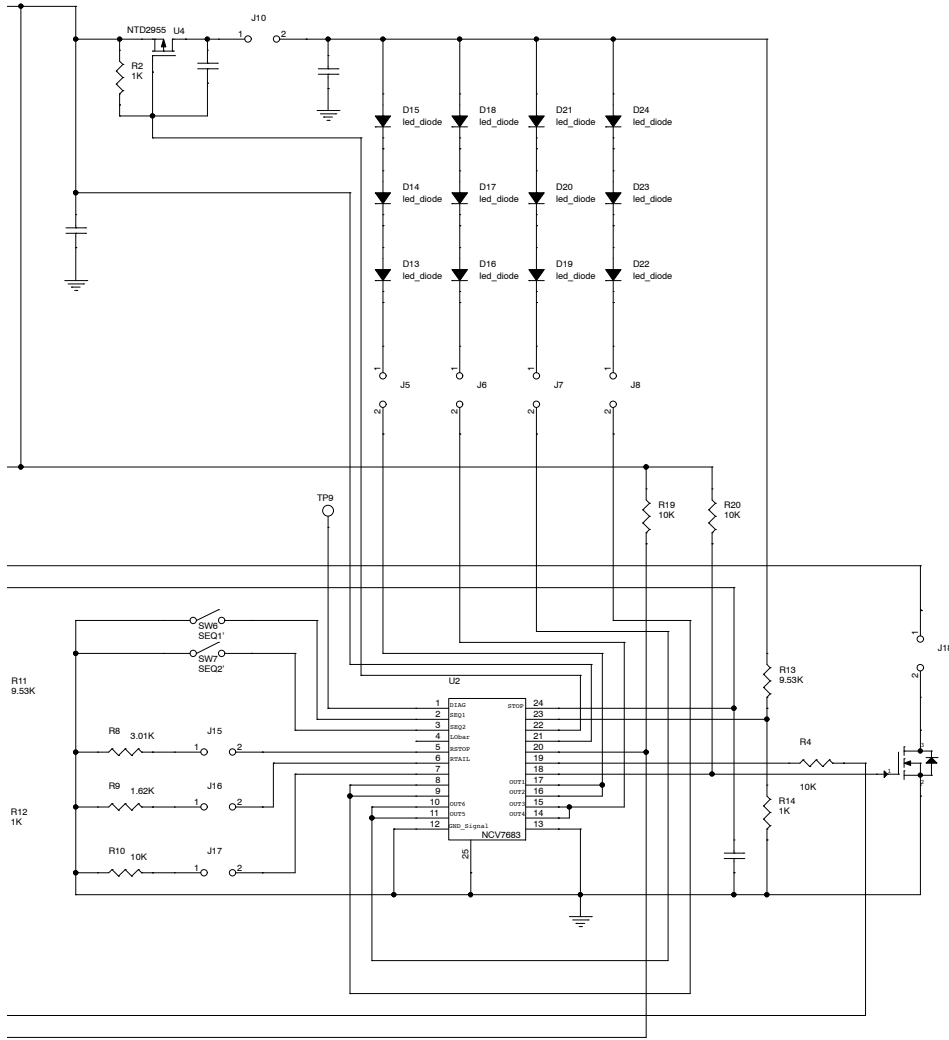 J10
1 2
NTD2955 U4
R2
1K
D15
led_diode
D18
led_diode
D21
led_diode
D24
led_diode
D14
led_diode
D17
led_diode
D20
led_diode
D23
led_diode
D13
led_diode
D16
led_diode
D19
led_diode
D22
led_diode
1 1 1 1
J5 J6 J7 J8
2 2 2 2
TP9
R19
10K
R20
10K
SW6
SEQ1'
SW7
SEQ2'
1
J18
2
R11
9.53K
R13
9.53K
U2
1 DIAG
2 SEQ1
3 SEQ2
4 LObar
5 RSTOP
6 RTAIL
7
8
9
10 OUT6
11 OUT5
12 GND_Signal
STOP 24
23
22
21
20
19
18
OUT1 17
OUT2 16
OUT3 15
OUT4 14
13
NCV7683
25
R8 3.01K
1 J15 2
R9 1.62K
1 J16 2
R10 10K
1 J17 2
R12
1K
R4
10K
R14
1K
3
1
2